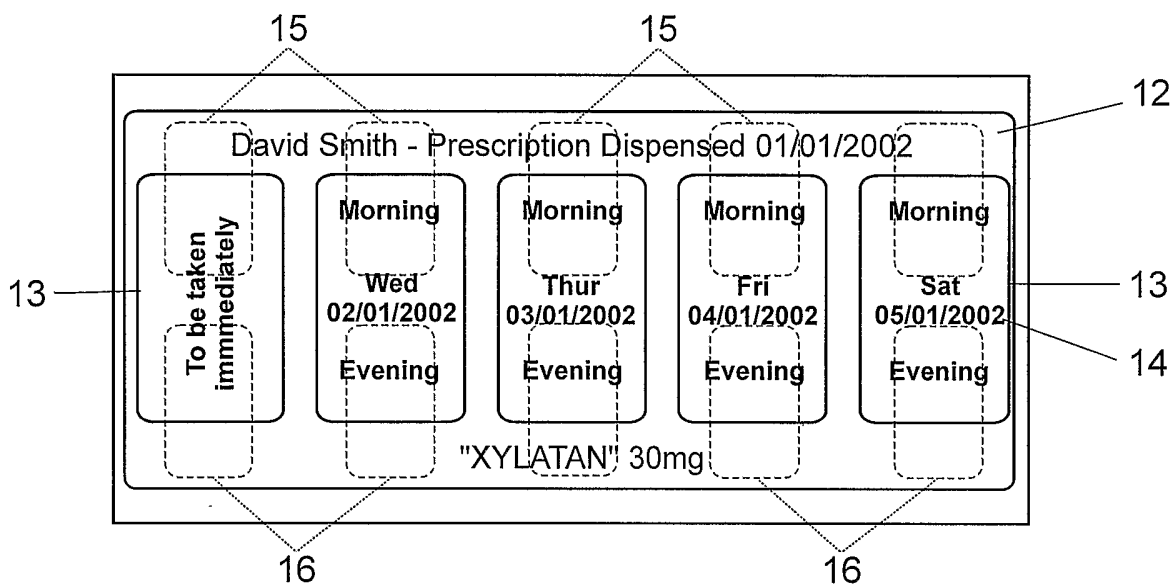 15 15
12
David Smith - Prescription Dispensed 01/01/2002
To be taken
immmediately
Morning
Wed
02/01/2002
Evening
Morning
Thur
03/01/2002
Evening
Morning
Fri
04/01/2002
Evening
Morning
Sat
05/01/2002
Evening
13
13
14
"XYLATAN" 30mg
16 16